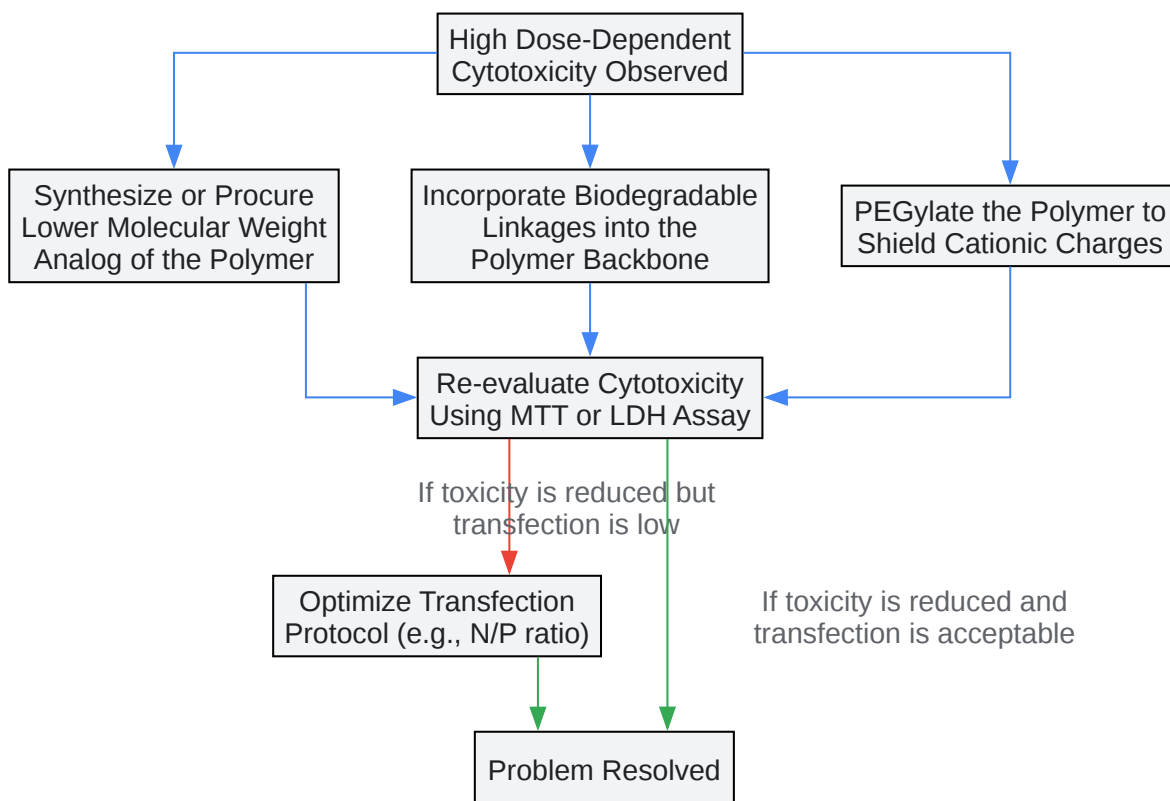 High Dose-Dependent
Cytotoxicity Observed
Synthesize or Procure
Lower Molecular Weight
Analog of the Polymer
Incorporate Biodegradable
Linkages into the
Polymer Backbone
PEGylate the Polymer to
Shield Cationic Charges
Re-evaluate Cytotoxicity
Using MTT or LDH Assay
If toxicity is reduced but
transfection is low
Optimize Transfection
Protocol (e.g., N/P ratio)
If toxicity is reduced and
transfection is acceptable
Problem Resolved